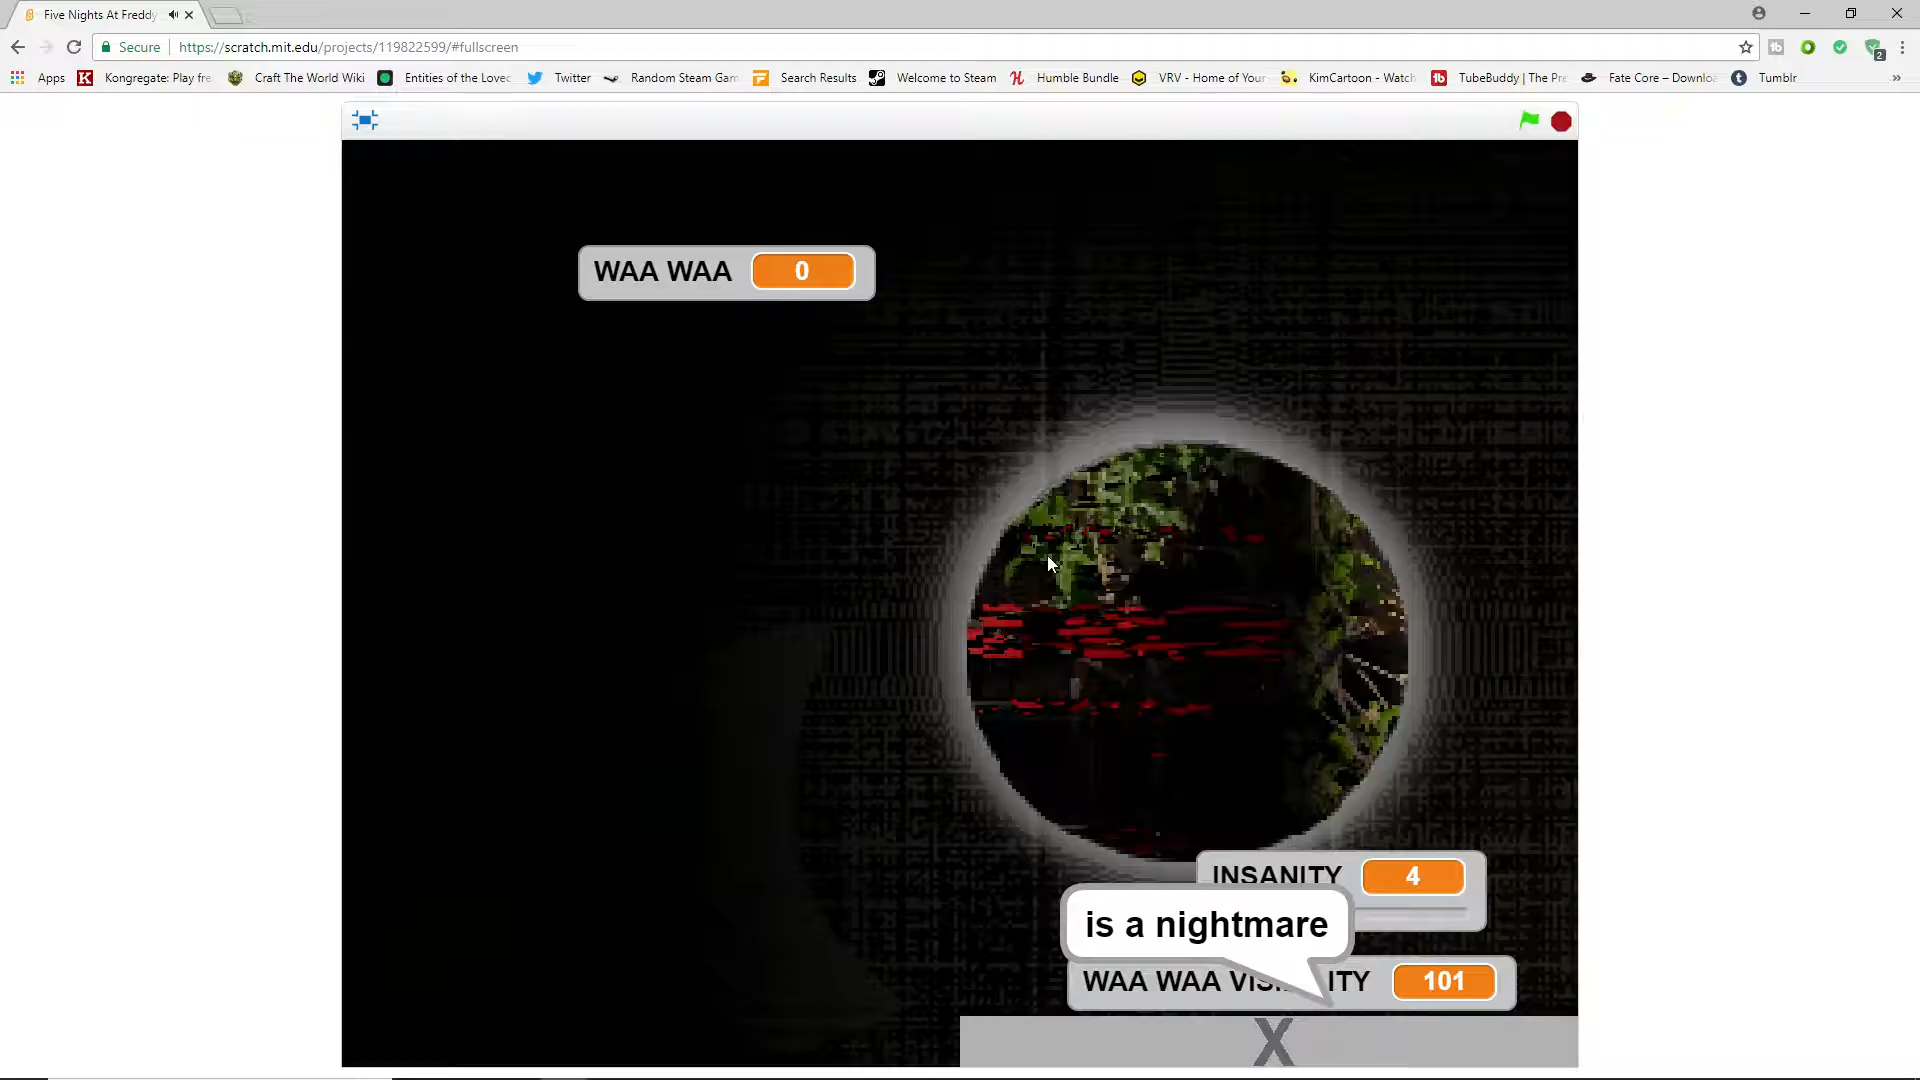 Five Nights At Freddy
Secure
https://scratch.mit.edu/projects/119822599/#fullscreen
2
Apps
Kongregate: Play fre
Craft The World Wiki
Entities of the Lovec
Twitter
Random Steam Gam
Search Results
Welcome to Steam
Humble Bundle
VRV - Home of Your
KimCartoon - Watch
TubeBuddy | The Pre
Fate Core – Downlo
Tumblr
WAA WAA 0
INSANITY 4
is a nightmare
WAA WAA VIS ITY 101
X